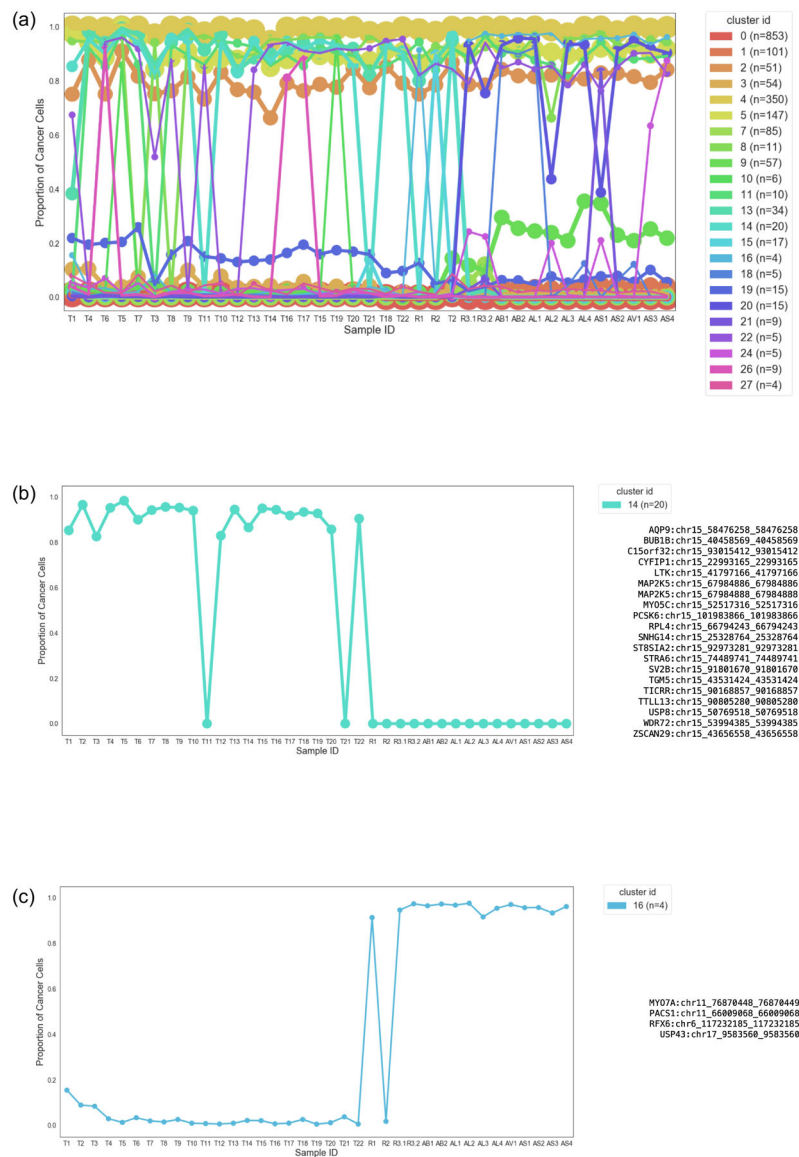 (a)
cluster id
0 (n=853)
1 (n=101)
2 (n=51)
3 (n=54)
4 (n=350)
5 (n=147)
7 (n=85)
8 (n=11)
9 (n=57)
10 (n=6)
11 (n=10)
13 (n=34)
14 (n=20)
15 (n=17)
16 (n=4)
18 (n=5)
19 (n=15)
20 (n=15)
21 (n=9)
22 (n=5)
24 (n=5)
26 (n=9)
27 (n=4)
Proportion of Cancer Cells
1.0
0.8
0.6
0.4
0.2
0.0
T1 T4 T6 T5 T7 T3 T8 T9 T11 T10 T12 T13 T14 T16 T17 T15 T19 T20 T21 T18 T22 R1 R2 T2 R3.1 R3.2 AB1 AB2 AL1 AL2 AL3 AL4 AS1 AS2 AV1 AS3 AS4
Sample ID
(b)
cluster id
14 (n=20)
Proportion of Cancer Cells
1.0
0.8
0.6
0.4
0.2
0.0
T1 T2 T3 T4 T5 T6 T7 T8 T9 T10 T11 T12 T13 T14 T15 T16 T17 T18 T19 T20 T21 T22 R1 R2 R3.1 R3.2 AB1 AB2 AL1 AL2 AL3 AL4 AV1 AS1 AS2 AS3 AS4
Sample ID
AQP9:chr15_58476258_58476258
BUB1B:chr15_40458569_40458569
C15orf32:chr15_93015412_93015412
CYFIP1:chr15_22993165_22993165
LTK:chr15_41797166_41797166
MAP2K5:chr15_67984886_67984886
MAP2K5:chr15_67984888_67984888
MYO5C:chr15_52517316_52517316
PCSK6:chr15_101983866_101983866
RPL4:chr15_66794243_66794243
SNHG14:chr15_25328764_25328764
ST8SIA2:chr15_92973281_92973281
STRA6:chr15_74489741_74489741
SV2B:chr15_91801670_91801670
TGM5:chr15_43531424_43531424
TICRR:chr15_90168857_90168857
TTLL13:chr15_90805280_90805280
USP8:chr15_50769518_50769518
WDR72:chr15_53994385_53994385
ZSCAN29:chr15_43656558_43656558
(c)
cluster id
16 (n=4)
Proportion of Cancer Cells
1.0
0.8
0.6
0.4
0.2
0.0
T1 T2 T3 T4 T5 T6 T7 T8 T9 T10 T11 T12 T13 T14 T15 T16 T17 T18 T19 T20 T21 T22 R1 R2 R3.1 R3.2 AB1 AB2 AL1 AL2 AL3 AL4 AV1 AS1 AS2 AS3 AS4
Sample ID
MYO7A:chr11_76870448_76870449
PACS1:chr11_66009068_66009068
RFX6:chr6_117232185_117232185
USP43:chr17_9583560_9583560